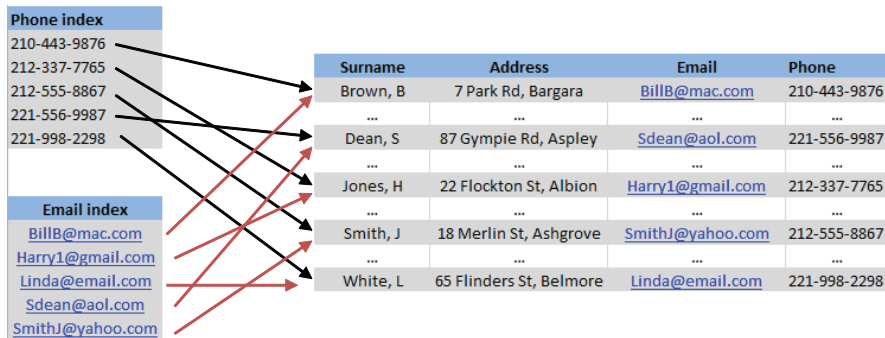 Phone index
210-443-9876
212-337-7765
212-555-8867
221-556-9987
221-998-2298
Email index
BillB@mac.com
Harry1@gmail.com
Linda@email.com
Sdean@aol.com
SmithJ@yahoo.com
Surname Address Email Phone
Brown, B 7 Park Rd, Bargara BillB@mac.com 210-443-9876
... ... ... ...
Dean, S 87 Gympie Rd, Aspley Sdean@aol.com 221-556-9987
... ... ... ...
Jones, H 22 Flockton St, Albion Harry1@gmail.com 212-337-7765
... ... ... ...
Smith, J 18 Merlin St, Ashgrove SmithJ@yahoo.com 212-555-8867
... ... ... ...
White, L 65 Flinders St, Belmore Linda@email.com 221-998-2298